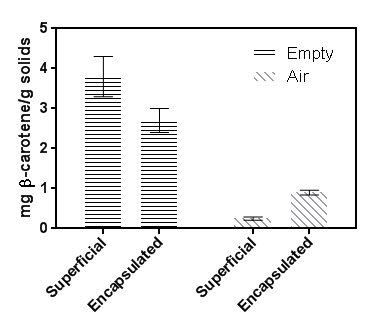 mg β-carotene/g solids
5
4
3
2
1
0
Empty
Air
Superficial
Encapsulated
Superficial
Encapsulated